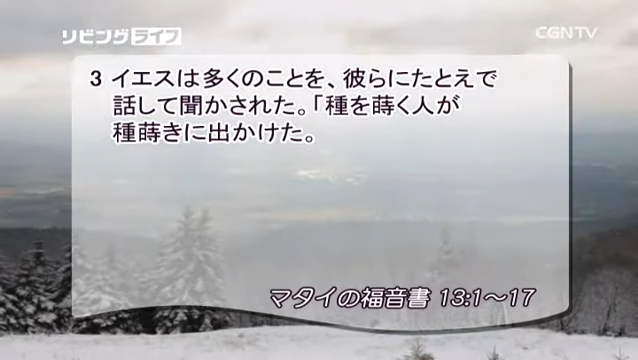 リビングライフ
CGNTV
3 イエスは多くのことを、彼らにたとえで
話して聞かされた。「種を蒔く人が
種蒔きに出かけた。
マタイの福音書 13:1～17